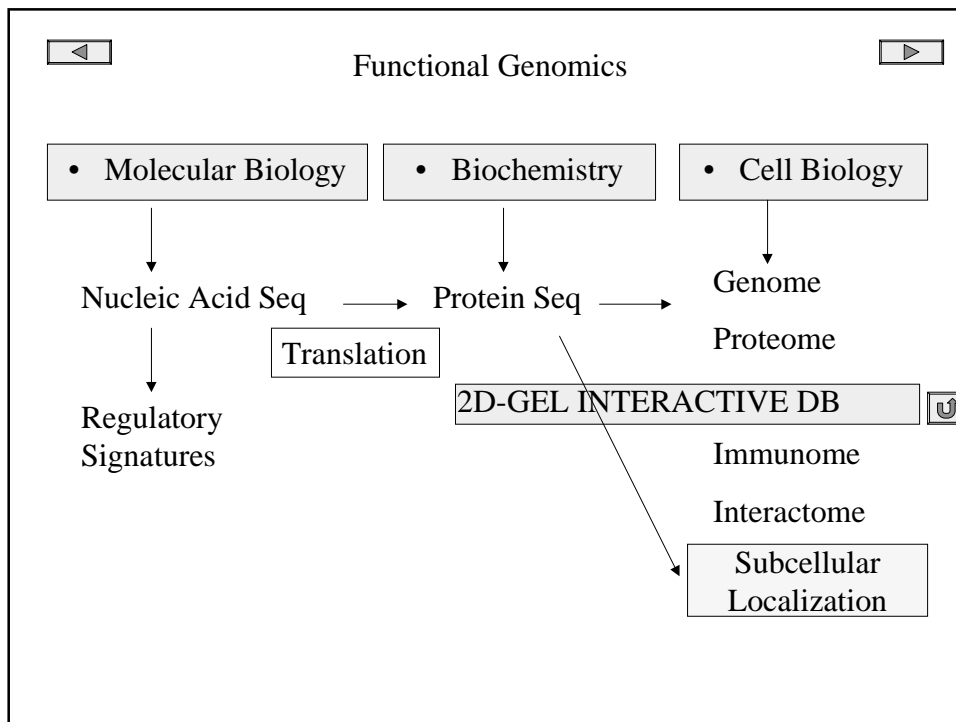 Functional Genomics
• Molecular Biology
• Biochemistry
• Cell Biology
Nucleic Acid Seq
Protein Seq
Genome
Translation
Proteome
2D-GEL INTERACTIVE DB
Regulatory
Signatures
Immunome
Interactome
Subcellular
Localization